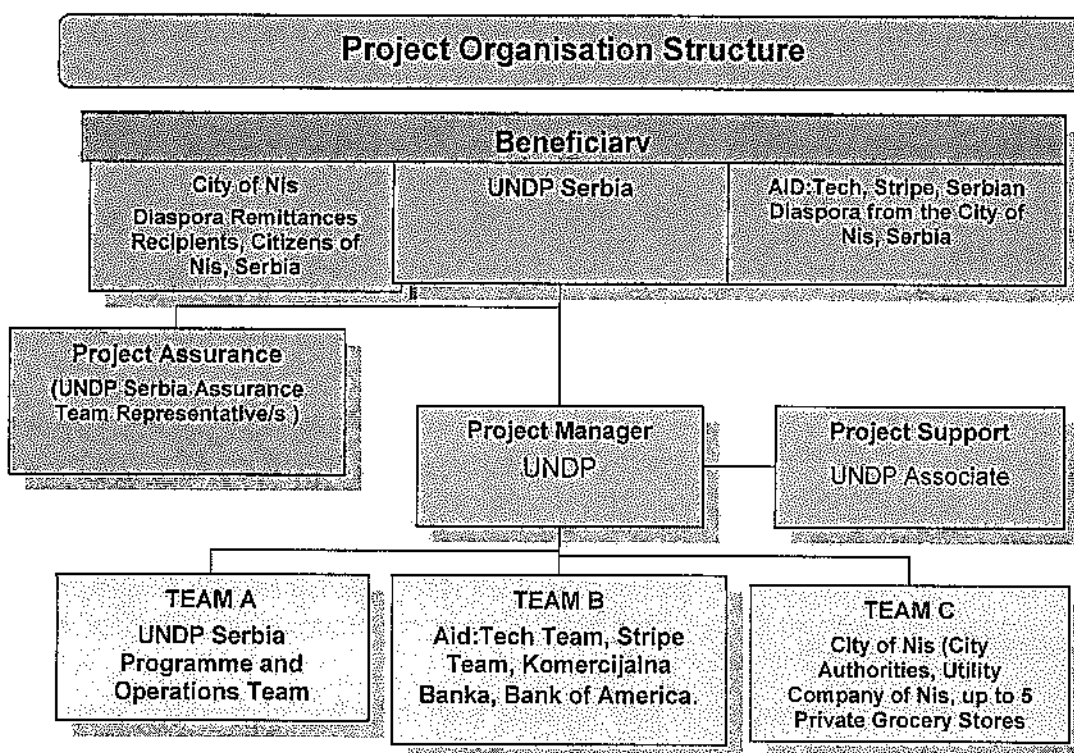 Project Organisation Structure
Beneficiary
City of Nis
Diaspora Remittances
Recipients, Citizens of
Nis, Serbia
UNDP Serbia
AID:Tech, Stripe, Serbian
Diaspora from the City of
Nis, Serbia
Project Assurance
(UNDP Serbia Assurance
Team Representative/s )
Project Manager
UNDP
Project Support
UNDP Associate
TEAM A
UNDP Serbia
Programme and
Operations Team
TEAM B
Aid:Tech Team, Stripe
Team, Komercijalna
Banka, Bank of America.
TEAM C
City of Nis (City
Authorities, Utility
Company of Nis, up to 5
Private Grocery Stores